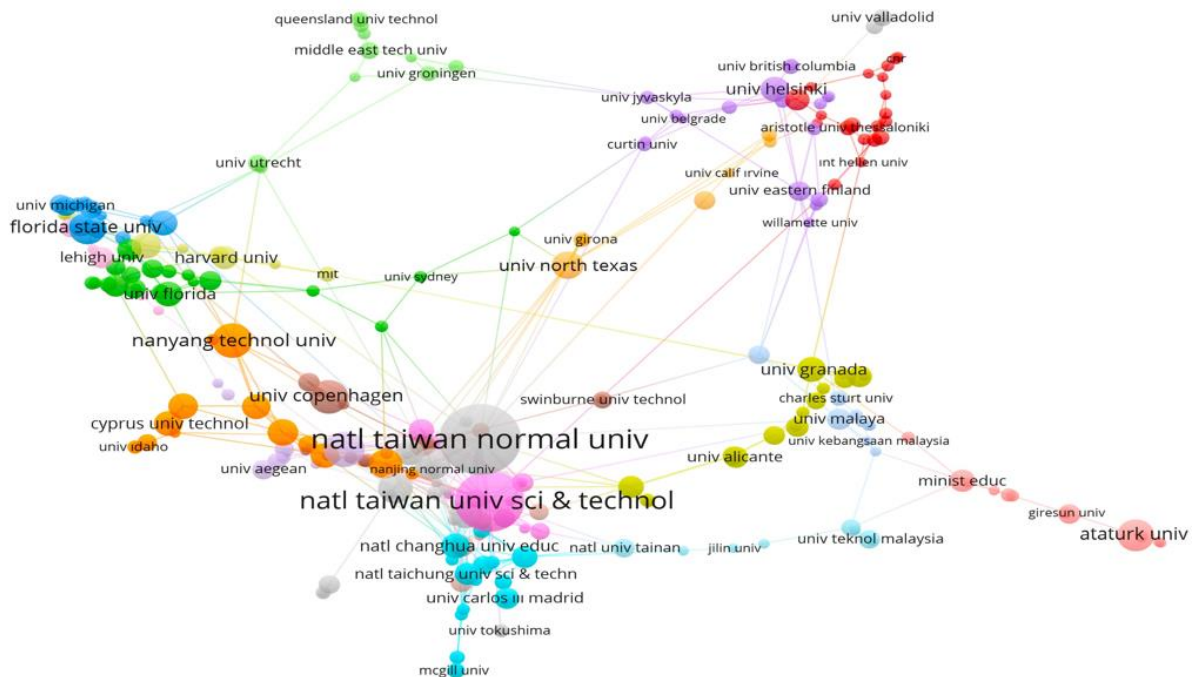 queensland univ technol
univ valladolid
middle east tech univ
cnr
univ british columbia
univ groningen
univ helsinki
univ jyvaskyla
univ belgrade
aristotle univ thessaloniki
curtin univ
univ utrecht
ınt hellen univ
univ calif ırvine
univ eastern finland
univ michigan
florida state univ
willamette univ
univ girona
lehigh univ
harvard univ
univ north texas
mit
univ sydney
univ florida
nanyang technol univ
univ granada
univ copenhagen
swinburne univ technol
charles sturt univ
univ malaya
cyprus univ technol
natl taiwan normal univ
univ kebangsaan malaysia
univ ıdaho
univ alicante
univ aegean
nanjing normal univ
minist educ
natl taiwan univ sci & technol
giresun univ
ataturk univ
univ teknol malaysia
natl changhua univ educ
natl univ tainan
jilin univ
natl taichung univ sci & techn
univ carlos ııı madrid
univ tokushima
mcgill univ